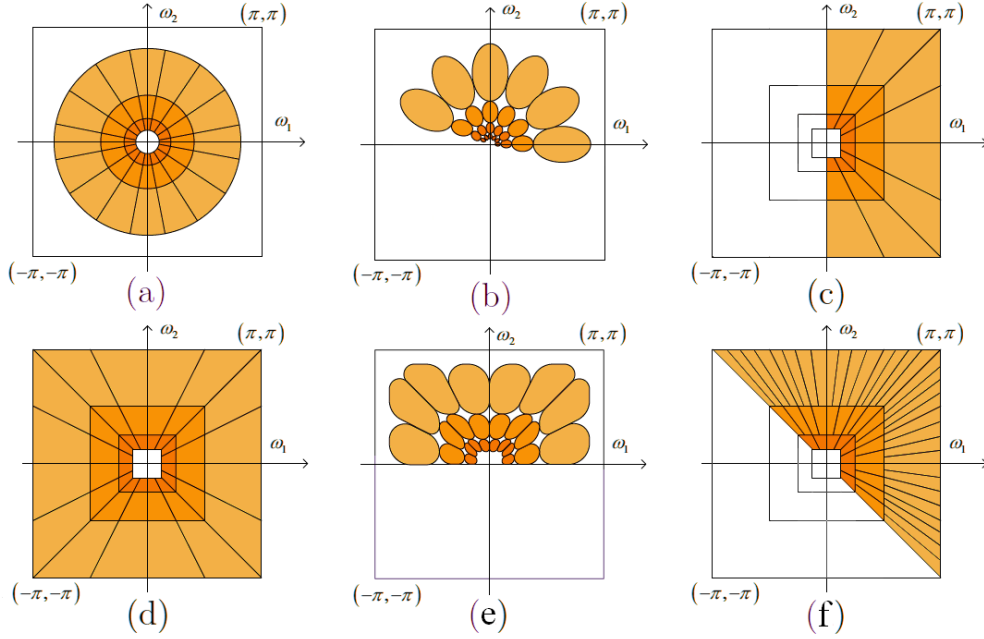 ω₂ (π,π) ω₂ (π,π) ω₂ (π,π)
ω₁ ω₁ ω₁
(−π,−π) (−π,−π) (−π,−π)
(a) (b) (c)
ω₂ (π,π) ω₂ (π,π) ω₂ (π,π)
ω₁ ω₁ ω₁
(−π,−π) (−π,−π) (−π,−π)
(d) (e) (f)